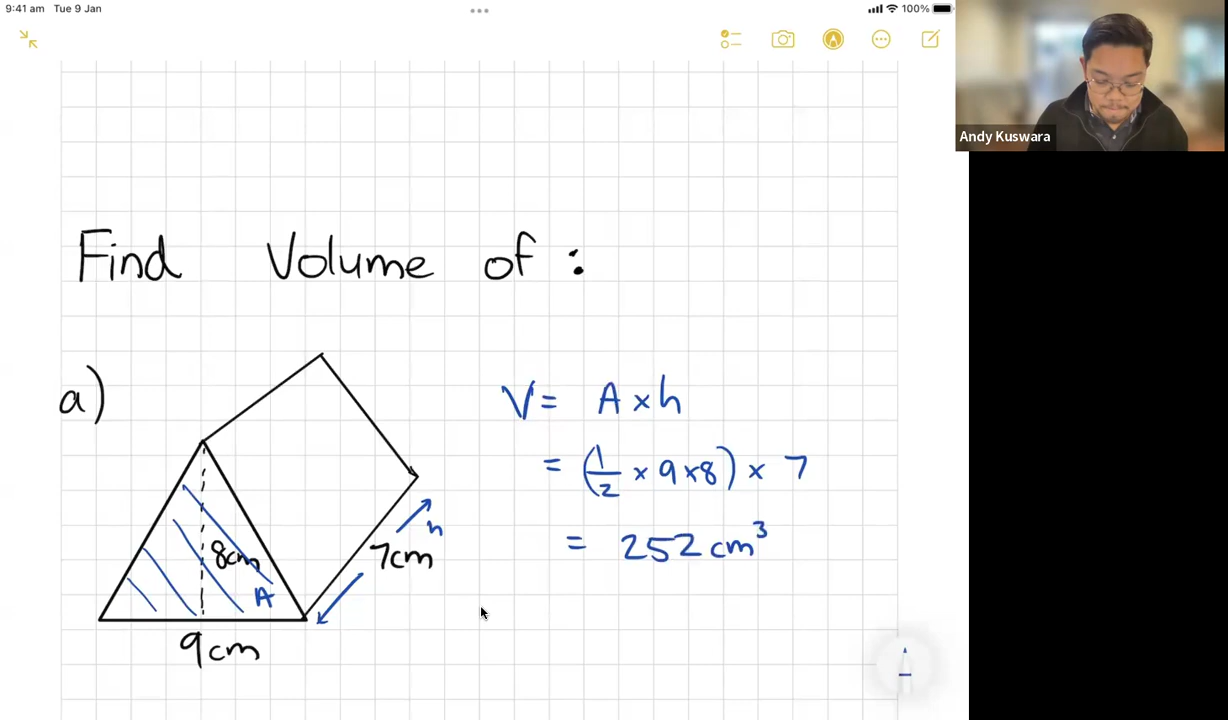 9:41 am Tue 9 Jan
100%
Andy Kuswara
Find Volume of :
a)
V = A × h
= (1/2 × 9 × 8) × 7
= 252 cm³
8cm
A
h
7cm
9cm